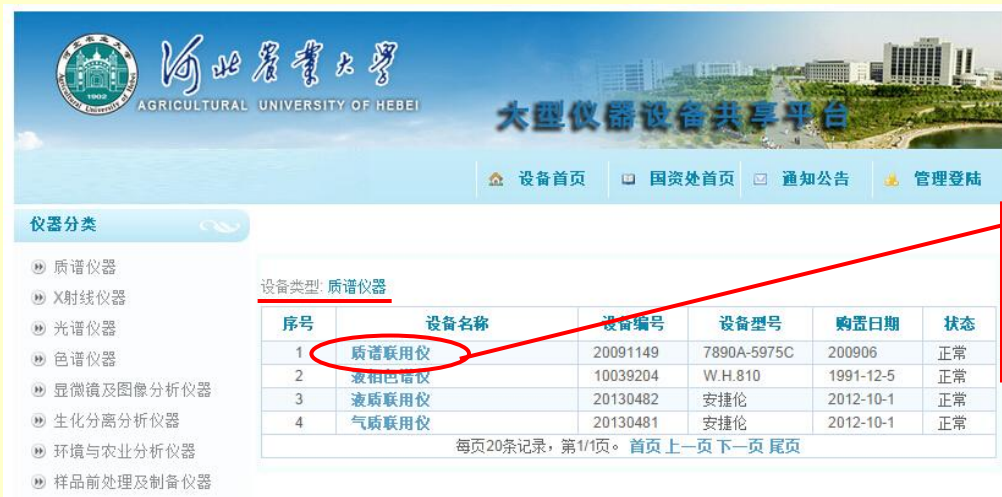 河北农业大学
AGRICULTURAL UNIVERSITY OF HEBEI
1902
大型仪器设备共享平台
设备首页 国资处首页 通知公告 管理登陆
仪器分类
质谱仪器
X射线仪器
光谱仪器
色谱仪器
显微镜及图像分析仪器
生化分离分析仪器
环境与农业分析仪器
样品前处理及制备仪器
设备类型: 质谱仪器
序号 设备名称 设备编号 设备型号 购置日期 状态
1 质谱联用仪 20091149 7890A-5975C 200906 正常
2 液相色谱仪 10039204 W.H.810 1991-12-5 正常
3 液质联用仪 20130482 安捷伦 2012-10-1 正常
4 气质联用仪 20130481 安捷伦 2012-10-1 正常
每页20条记录，第1/1页。 首页 上一页 下一页 尾页